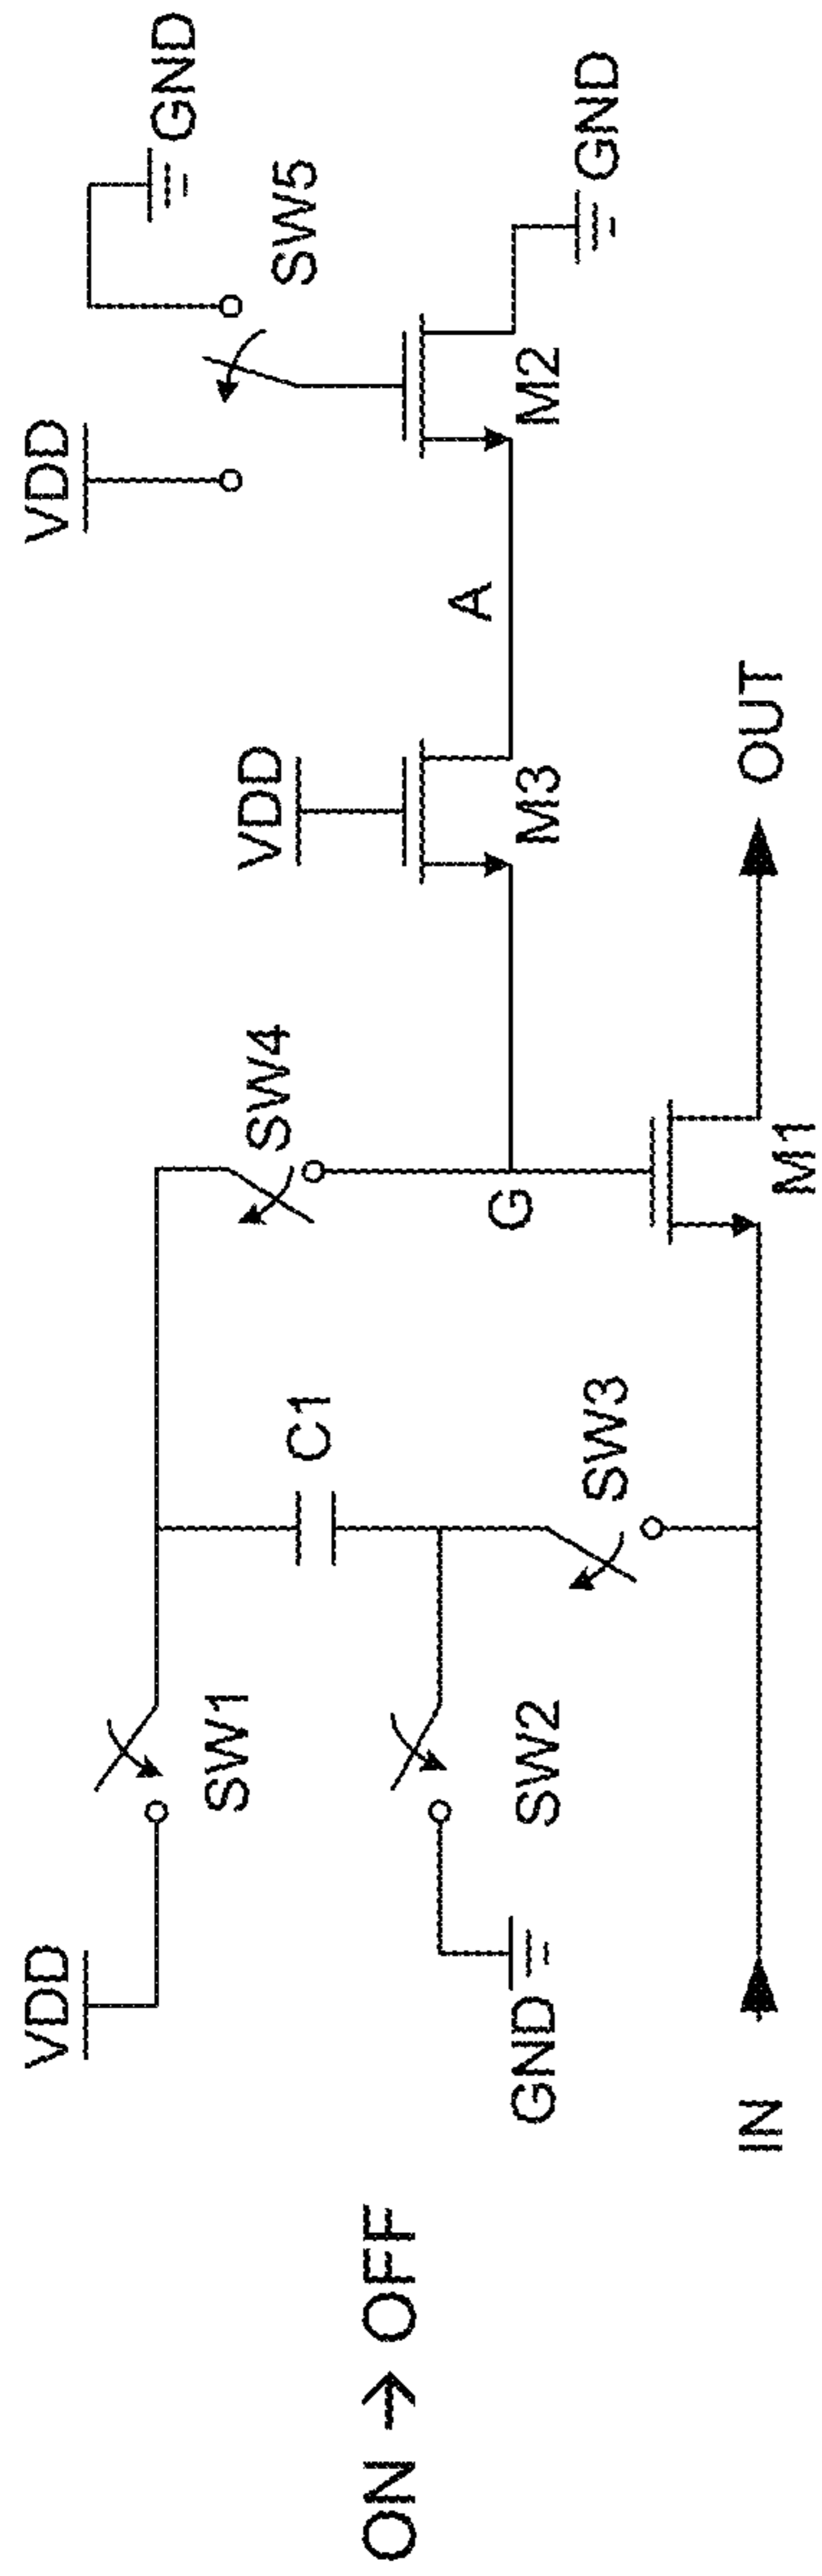 ON → OFF
VDD
VDD
GND
SW1
C1
SW4
VDD
SW5
GND
SW2
SW3
G
M3
A
M2
GND
IN
M1
OUT